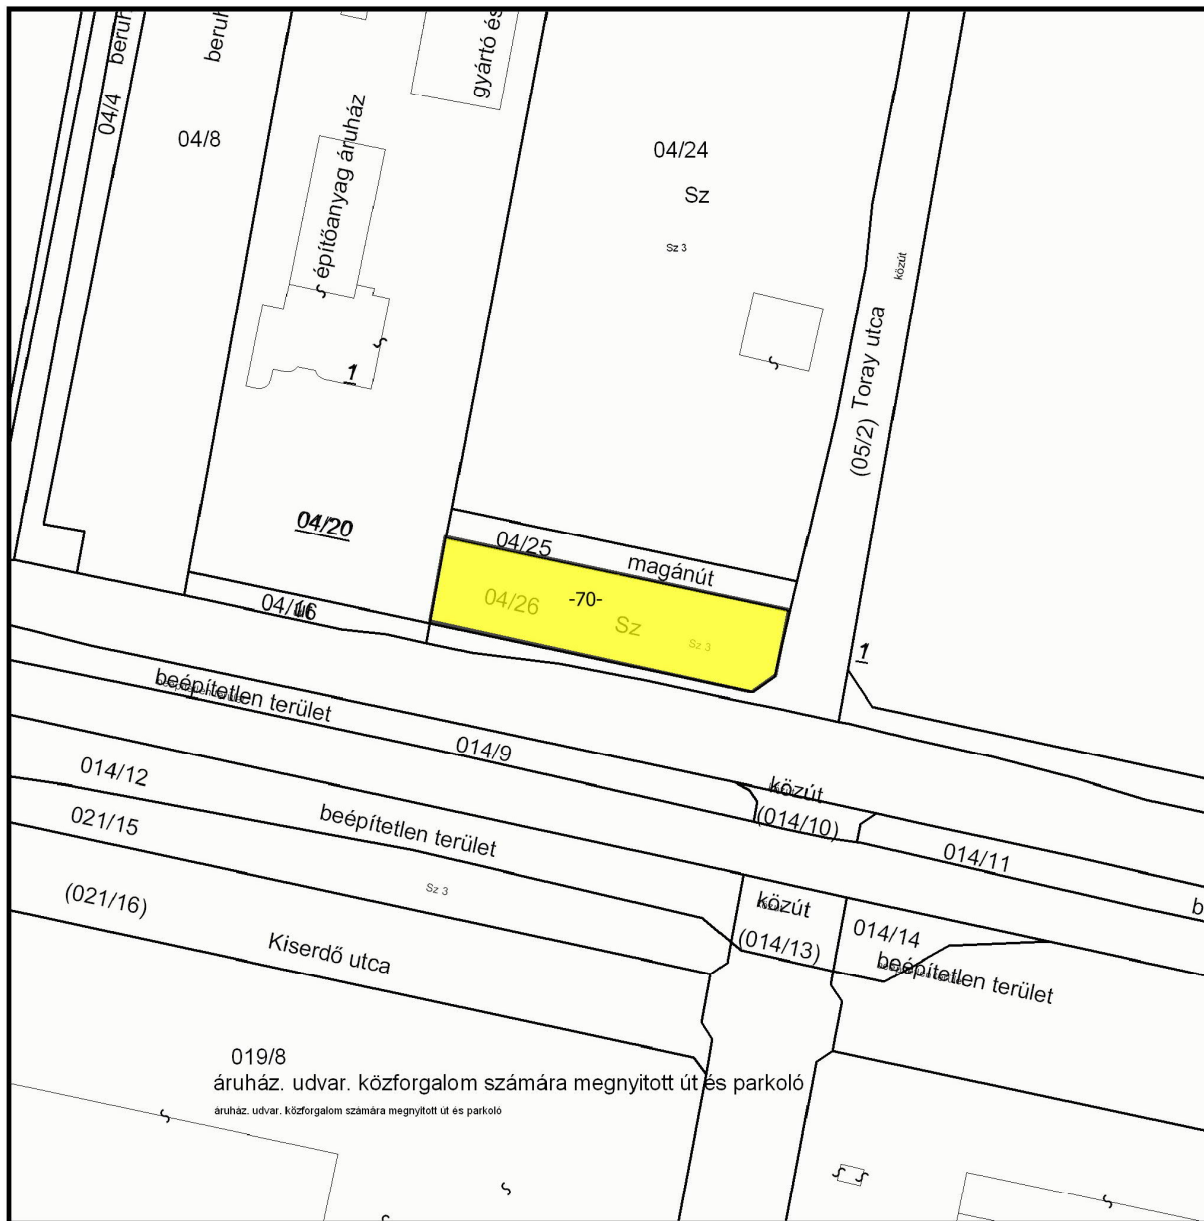 04/4
04/8
építőanyag áruház
gyártó és
04/24
Sz
Sz 3
közút
(05/2) Toray utca
1
04/20
04/25
magánút
04/26
-70-
Sz
Sz 3
út
1
beépítetlen terület
014/9
014/12
beépítetlen terület
021/15
Sz 3
(021/16)
Kiserdő utca
közút
(014/10)
014/11
közút
(014/13)
014/14
beépítetlen terület
019/8
áruház. udvar. közforgalom számára megnyitott út és parkoló
áruház. udvar. közforgalom számára megnyitott út és parkoló